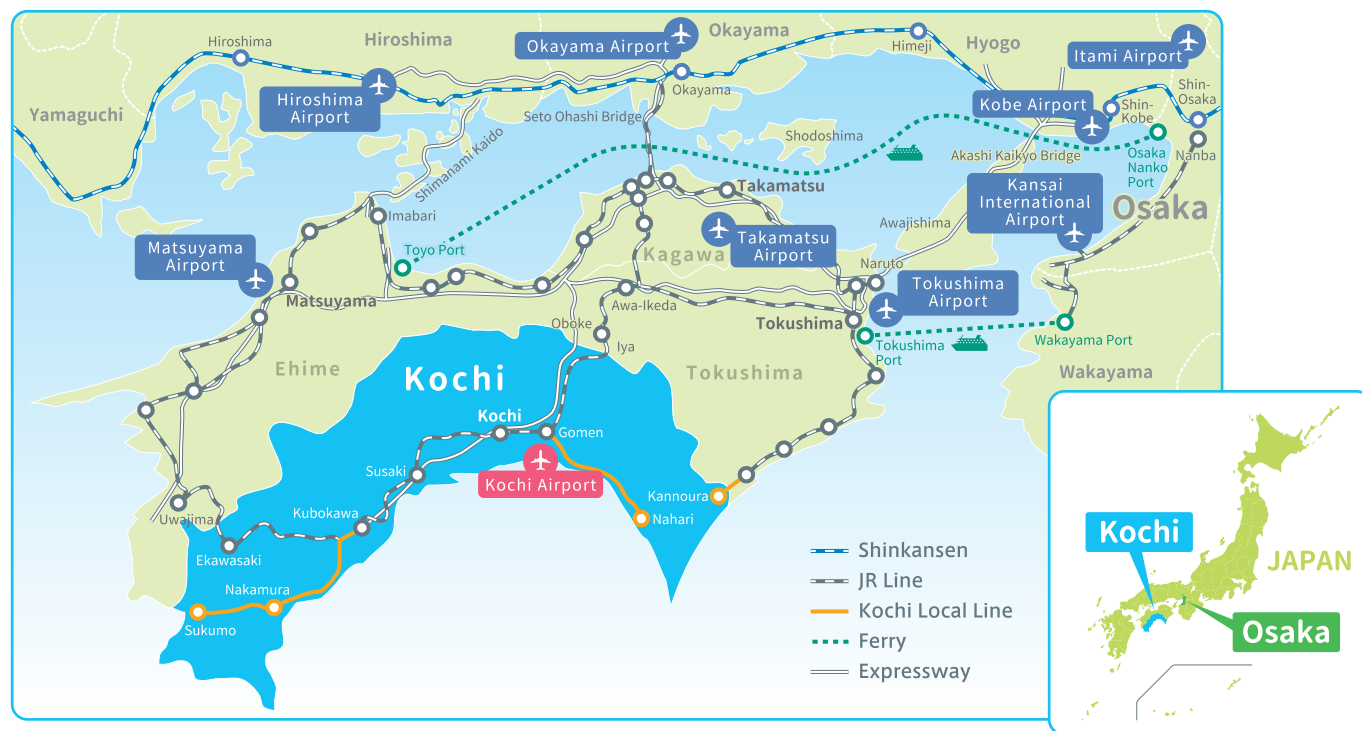 Hiroshima
Hiroshima
Okayama Airport
Okayama
Himeji
Hyogo
Itami Airport
Yamaguchi
Hiroshima
Airport
Okayama
Seto Ohashi Bridge
Kobe Airport
Shin-
Kobe
Shin-
Osaka
Shimanami Kaido
Shodoshima
Akashi Kaikyo Bridge
Osaka
Nanko
Port
Nanba
Takamatsu
Kansai
International
Airport
Osaka
Imabari
Toyo Port
Matsuyama
Airport
Kagawa
Takamatsu
Airport
Awajishima
Naruto
Matsuyama
Awa-Ikeda
Tokushima
Airport
Oboke
Iya
Tokushima
Tokushima
Port
Wakayama Port
Ehime
Kochi
Tokushima
Wakayama
Kochi
Gomen
Susaki
Kochi Airport
Kannoura
Nahari
Kubokawa
Uwajima
Ekawasaki
Nakamura
Sukumo
Shinkansen
JR Line
Kochi Local Line
Ferry
Expressway
Kochi
JAPAN
Osaka